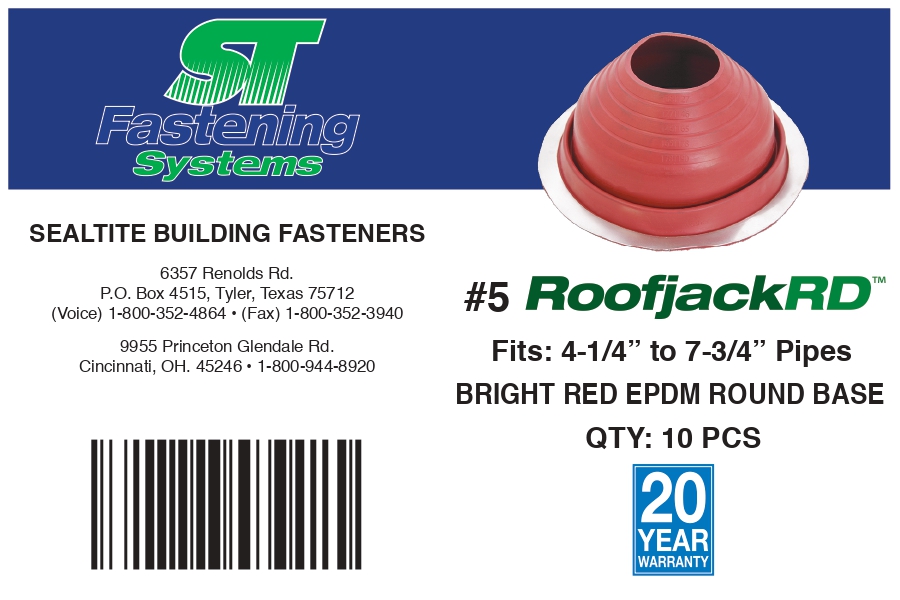 ST
Fastening
Systems
SEALTITE BUILDING FASTENERS
6357 Renolds Rd.
P.O. Box 4515, Tyler, Texas 75712
(Voice) 1-800-352-4864 • (Fax) 1-800-352-3940
9955 Princeton Glendale Rd.
Cincinnati, OH. 45246 • 1-800-944-8920
#5 RoofjackRD™
Fits: 4-1/4” to 7-3/4” Pipes
BRIGHT RED EPDM ROUND BASE
QTY: 10 PCS
20
YEAR
WARRANTY